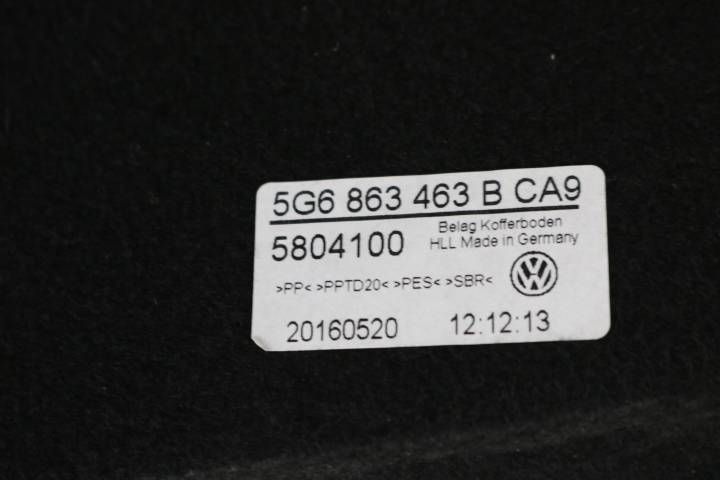 5G6 863 463 B CA9
Belag Kofferboden
5804100 HLL Made in Germany
>PP< >PPTD20< >PES< >SBR<
20160520 12:12:13